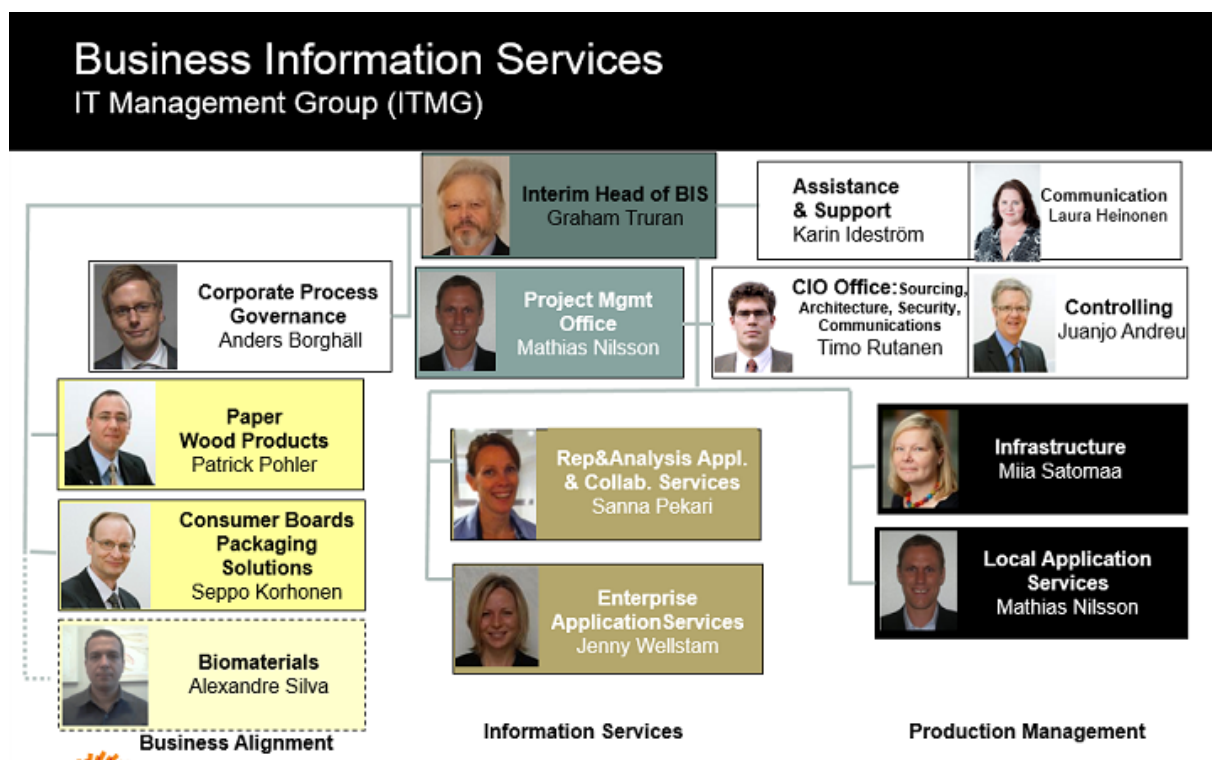 Business Information Services
IT Management Group (ITMG)
Interim Head of BIS
Graham Truran
Assistance
& Support
Karin Ideström
Communication
Laura Heinonen
Corporate Process
Governance
Anders Borghäll
Project Mgmt
Office
Mathias Nilsson
CIO Office: Sourcing,
Architecture, Security,
Communications
Timo Rutanen
Controlling
Juanjo Andreu
Paper
Wood Products
Patrick Pohler
Consumer Boards
Packaging
Solutions
Seppo Korhonen
Biomaterials
Alexandre Silva
Business Alignment
Rep&Analysis Appl.
& Collab. Services
Sanna Pekari
Enterprise
ApplicationServices
Jenny Wellstam
Information Services
Infrastructure
Miia Satomaa
Local Application
Services
Mathias Nilsson
Production Management